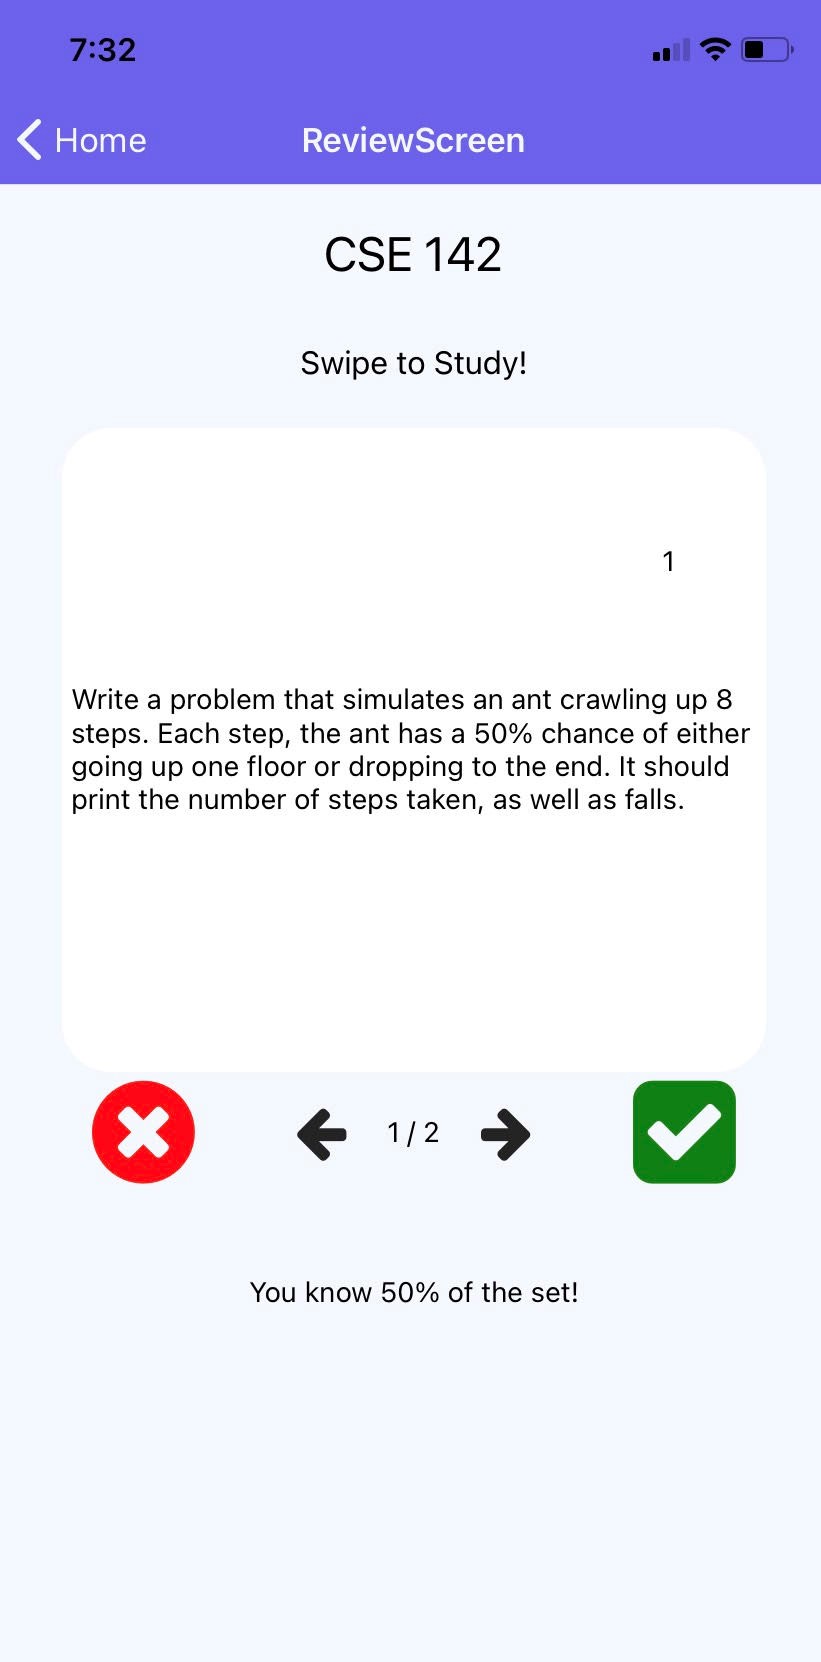 7:32
Home
ReviewScreen
CSE 142
Swipe to Study!
1
Write a problem that simulates an ant crawling up 8
steps. Each step, the ant has a 50% chance of either
going up one floor or dropping to the end. It should
print the number of steps taken, as well as falls.
1 / 2
You know 50% of the set!